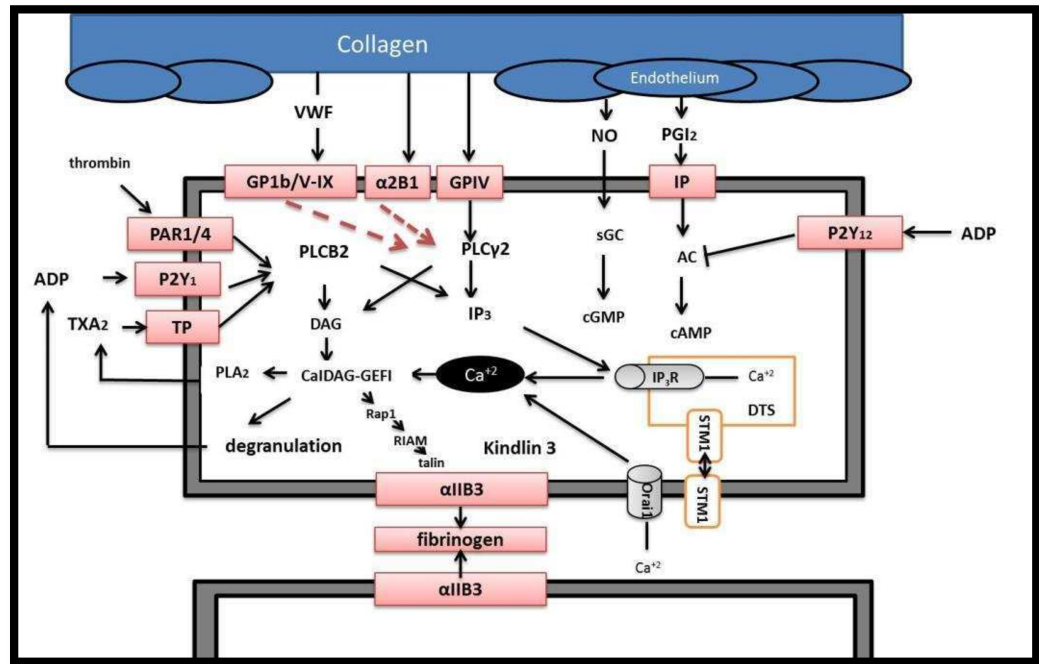 Collagen
Endothelium
VWF
NO
PGI₂
thrombin
GP1b/V-IX
α2B1
GPIV
IP
PAR1/4
P2Y₁₂
ADP
PLCB2
PLCγ2
sGC
AC
ADP
P2Y₁
TXA₂
TP
DAG
IP₃
cGMP
cAMP
PLA₂
CalDAG-GEFI
Ca⁺²
IP₃R
Ca⁺²
DTS
Rap1
RIAM
talin
degranulation
Kindlin 3
STM1
STM1
Orai1
αIIB3
fibrinogen
Ca⁺²
αIIB3